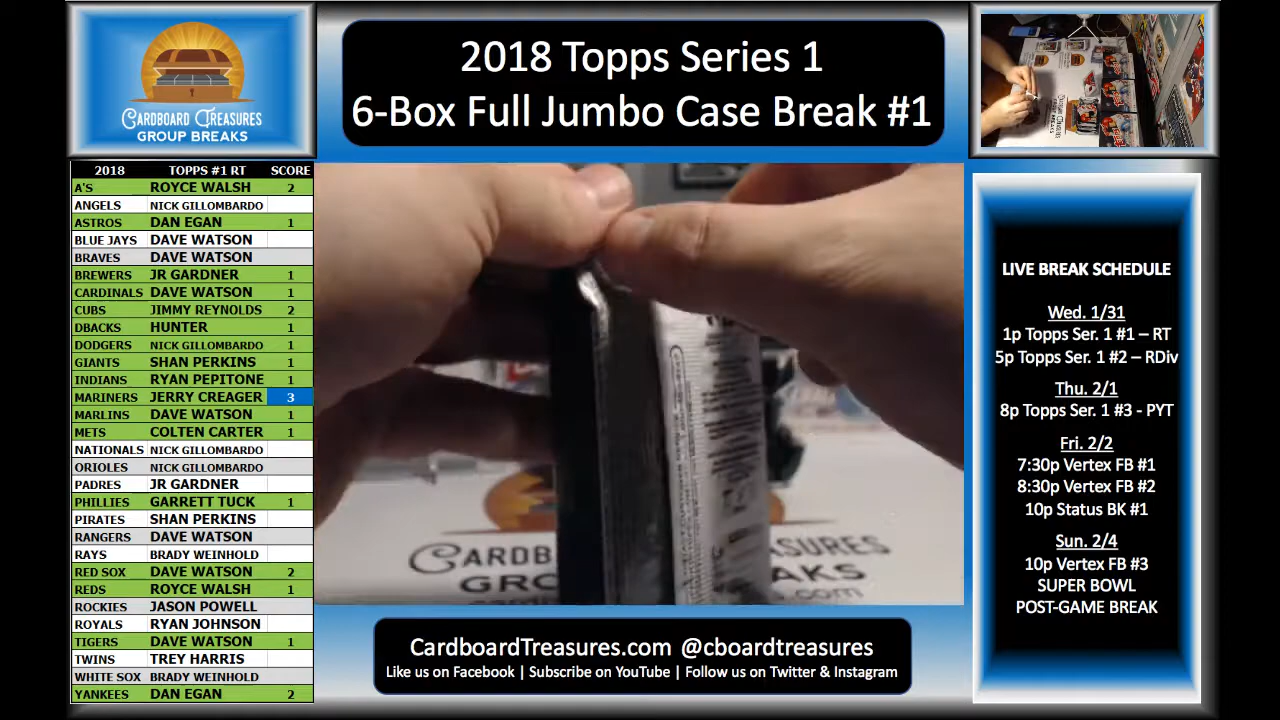 2018 Topps Series 1
6-Box Full Jumbo Case Break #1
CARDBOARD TREASURES
GROUP BREAKS
2018 TOPPS #1 RT SCORE
A'S ROYCE WALSH 2
ANGELS NICK GILLOMBARDO
ASTROS DAN EGAN 1
BLUE JAYS DAVE WATSON
BRAVES DAVE WATSON
BREWERS JR GARDNER 1
CARDINALS DAVE WATSON 1
CUBS JIMMY REYNOLDS 2
DBACKS HUNTER 1
DODGERS NICK GILLOMBARDO 1
GIANTS SHAN PERKINS 1
INDIANS RYAN PEPITONE 1
MARINERS JERRY CREAGER 3
MARLINS DAVE WATSON 1
METS COLTEN CARTER 1
NATIONALS NICK GILLOMBARDO
ORIOLES NICK GILLOMBARDO
PADRES JR GARDNER
PHILLIES GARRETT TUCK 1
PIRATES SHAN PERKINS
RANGERS DAVE WATSON
RAYS BRADY WEINHOLD
RED SOX DAVE WATSON 2
REDS ROYCE WALSH 1
ROCKIES JASON POWELL
ROYALS RYAN JOHNSON
TIGERS DAVE WATSON 1
TWINS TREY HARRIS
WHITE SOX BRADY WEINHOLD
YANKEES DAN EGAN 2
CARDB ASURES
GRO AKS
.com
CardboardTreasures.com @cboardtreasures
Like us on Facebook | Subscribe on YouTube | Follow us on Twitter & Instagram
LIVE BREAK SCHEDULE
Wed. 1/31
1p Topps Ser. 1 #1 – RT
5p Topps Ser. 1 #2 – RDiv
Thu. 2/1
8p Topps Ser. 1 #3 - PYT
Fri. 2/2
7:30p Vertex FB #1
8:30p Vertex FB #2
10p Status BK #1
Sun. 2/4
10p Vertex FB #3
SUPER BOWL
POST-GAME BREAK